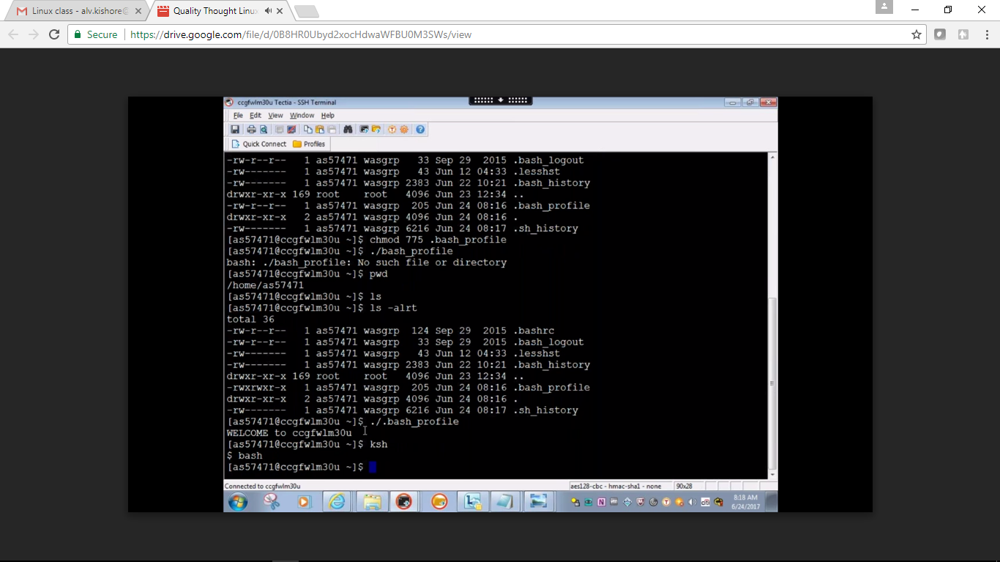 Linux class - alv.kishore@
Quality Thought Linux
Secure
https://drive.google.com/file/d/0B8HR0Ubyd2xocHdwaWFBU0M3SWs/view
ccgfwlm30u Tectia - SSH Terminal
File Edit View Window Help
Quick Connect Profiles
-rw-r--r-- 1 as57471 wasgrp 33 Sep 29 2015 .bash_logout
-rw------- 1 as57471 wasgrp 43 Jun 12 04:33 .lesshst
-rw------- 1 as57471 wasgrp 2383 Jun 22 10:21 .bash_history
drwxr-xr-x 169 root root 4096 Jun 23 12:34 ..
-rw-r--r-- 1 as57471 wasgrp 205 Jun 24 08:16 .bash_profile
drwxr-xr-x 2 as57471 wasgrp 4096 Jun 24 08:16 .
-rw------- 1 as57471 wasgrp 6216 Jun 24 08:17 .sh_history
[as57471@ccgfwlm30u ~]$ chmod 775 .bash_profile
[as57471@ccgfwlm30u ~]$ ./bash_profile
bash: ./bash_profile: No such file or directory
[as57471@ccgfwlm30u ~]$ pwd
/home/as57471
[as57471@ccgfwlm30u ~]$ ls
[as57471@ccgfwlm30u ~]$ ls -alrt
total 36
-rw-r--r-- 1 as57471 wasgrp 124 Sep 29 2015 .bashrc
-rw-r--r-- 1 as57471 wasgrp 33 Sep 29 2015 .bash_logout
-rw------- 1 as57471 wasgrp 43 Jun 12 04:33 .lesshst
-rw------- 1 as57471 wasgrp 2383 Jun 22 10:21 .bash_history
drwxr-xr-x 169 root root 4096 Jun 23 12:34 ..
-rwxrwxr-x 1 as57471 wasgrp 205 Jun 24 08:16 .bash_profile
drwxr-xr-x 2 as57471 wasgrp 4096 Jun 24 08:16 .
-rw------- 1 as57471 wasgrp 6216 Jun 24 08:17 .sh_history
[as57471@ccgfwlm30u ~]$ ./.bash_profile
WELCOME to ccgfwlm30u
[as57471@ccgfwlm30u ~]$ ksh
$ bash
[as57471@ccgfwlm30u ~]$
Connected to ccgfwlm30u
aes128-cbc - hmac-sha1 - none 90x28
8:18 AM
6/24/2017